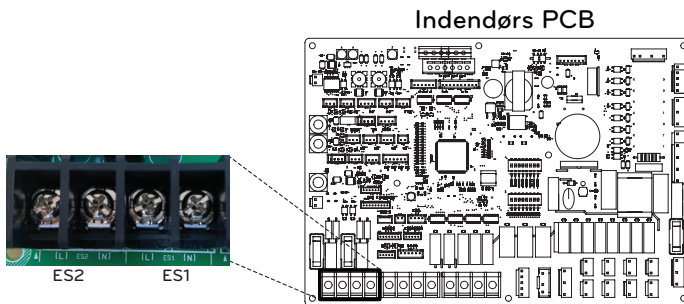 Indendørs PCB
(L) ES2 (N) (L) ES1 (N)
ES2 ES1